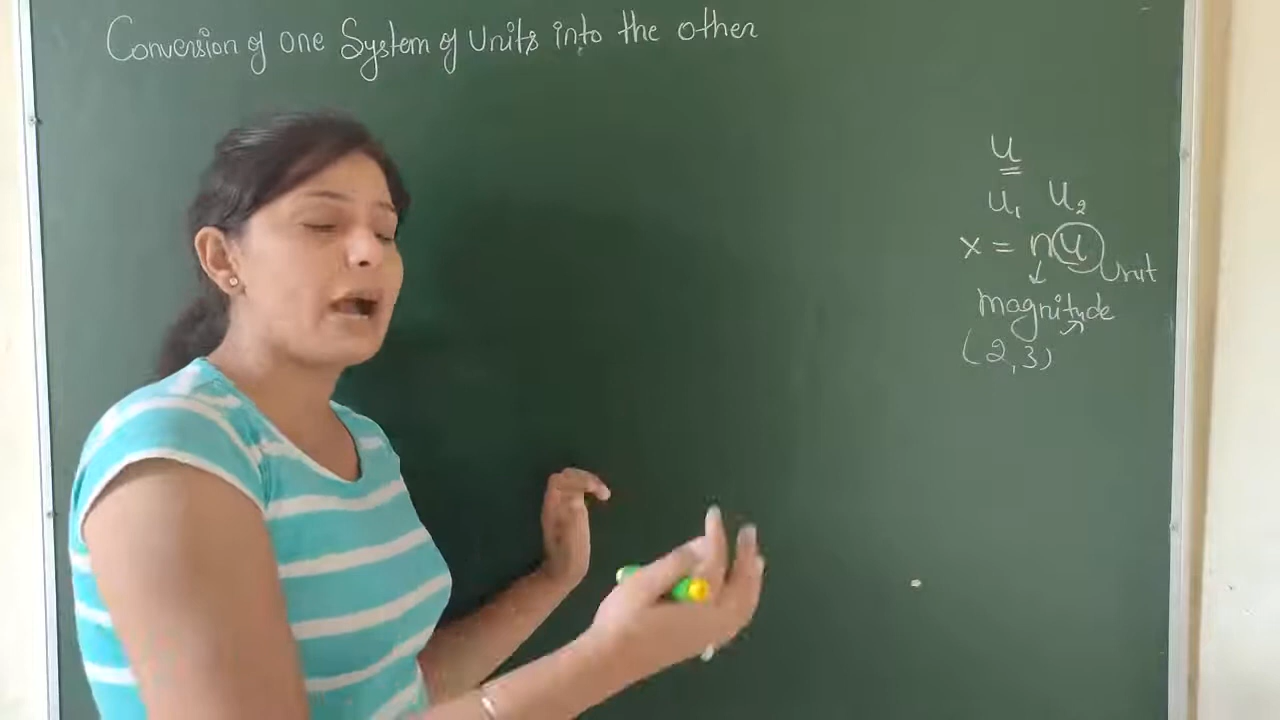 Conversion of one System of Units into the other
u
u₁ u₂
x = nu
Unit
magnitude
(2,3)